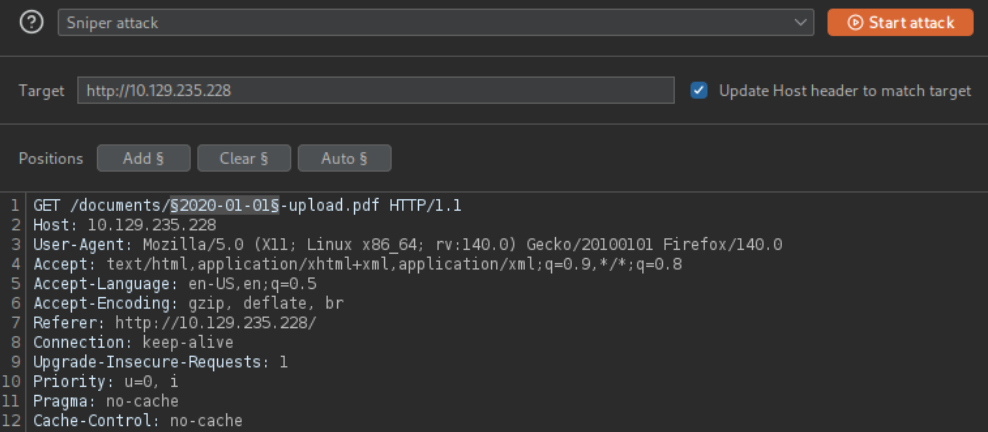 Sniper attack
Start attack
Target http://10.129.235.228 Update Host header to match target
Positions Add § Clear § Auto §
1 GET /documents/§2020-01-01§-upload.pdf HTTP/1.1
2 Host: 10.129.235.228
3 User-Agent: Mozilla/5.0 (X11; Linux x86_64; rv:140.0) Gecko/20100101 Firefox/140.0
4 Accept: text/html,application/xhtml+xml,application/xml;q=0.9,*/*;q=0.8
5 Accept-Language: en-US,en;q=0.5
6 Accept-Encoding: gzip, deflate, br
7 Referer: http://10.129.235.228/
8 Connection: keep-alive
9 Upgrade-Insecure-Requests: 1
10 Priority: u=0, i
11 Pragma: no-cache
12 Cache-Control: no-cache